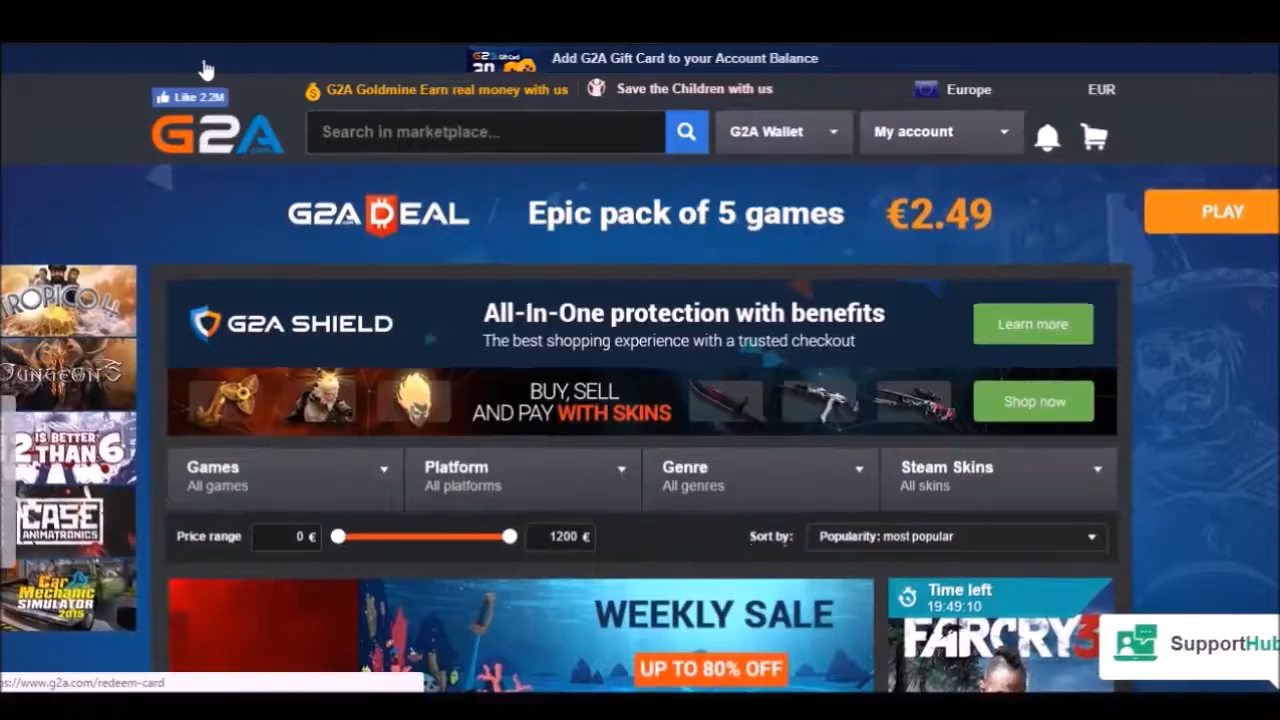 Add G2A Gift Card to your Account Balance
G2A Goldmine Earn real money with us
Save the Children with us
Europe
EUR
Like 2.2M
G2A
Search in marketplace...
G2A Wallet
My account
G2A DEAL
Epic pack of 5 games
€2.49
PLAY
TROPICO 4
DUNGEONS
2 IS BETTER
THAN 6
CASE
ANIMATRONICS
Car
Mechanic
SIMULATOR
2015
G2A SHIELD
All-In-One protection with benefits
The best shopping experience with a trusted checkout
Learn more
BUY, SELL
AND PAY WITH SKINS
Shop now
Games
All games
Platform
All platforms
Genre
All genres
Steam Skins
All skins
Price range
0 €
1200 €
Sort by:
Popularity: most popular
WEEKLY SALE
UP TO 80% OFF
Time left
19:49:10
FARCRY3
SupportHub
ps://www.g2a.com/redeem-card